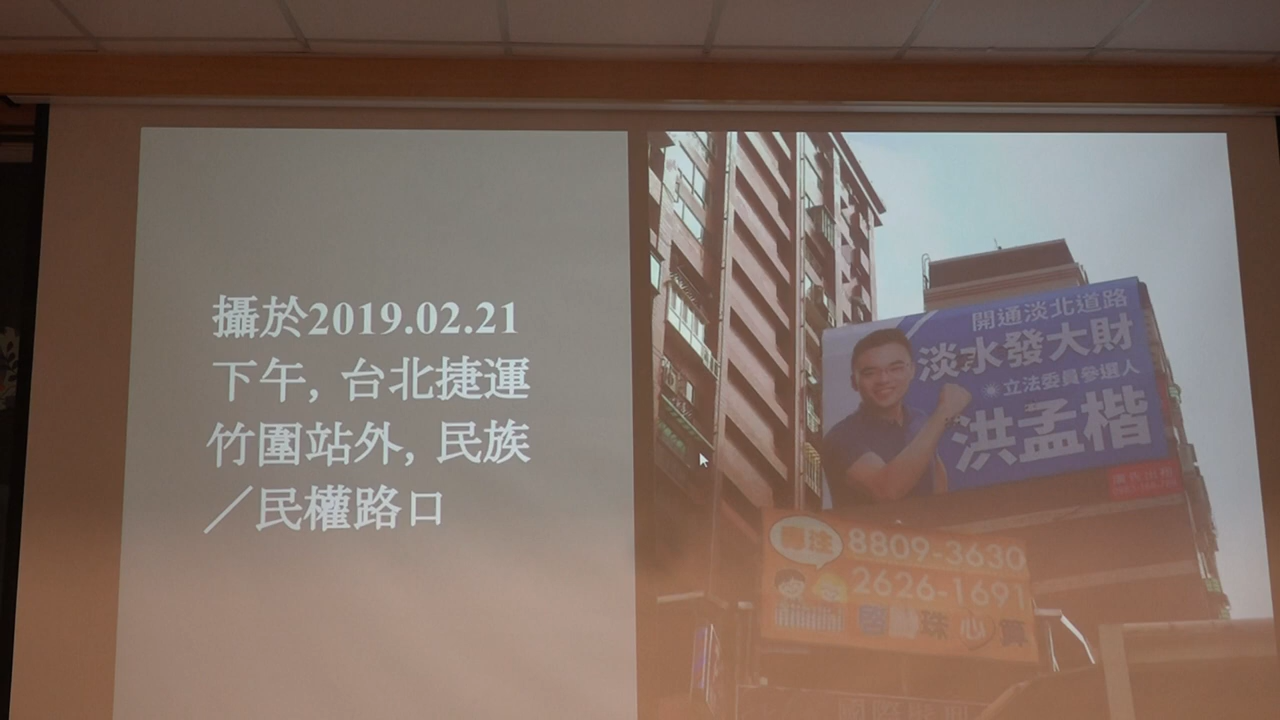 攝於2019.02.21
下午, 台北捷運
竹圍站外, 民族
／民權路口
開通淡北道路
淡水發大財
立法委員參選人
洪孟楷
專注
8809-3630
2626-1691
珠心算